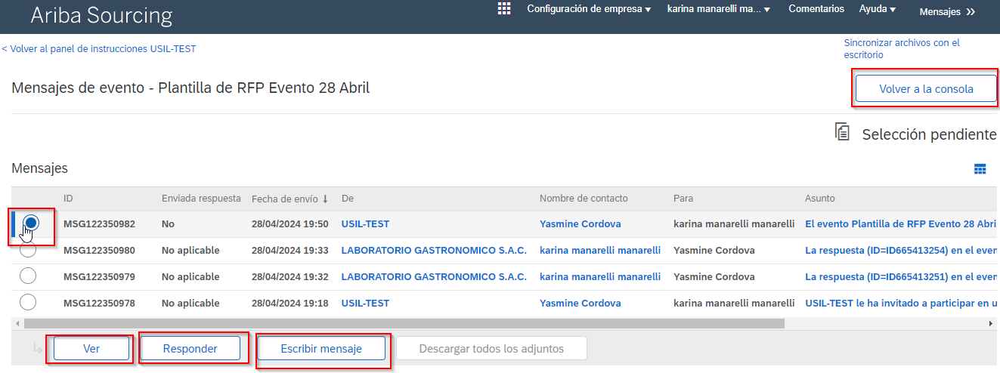 Ariba Sourcing
Configuración de empresa karina manarelli ma... Comentarios Ayuda Mensajes »
< Volver al panel de instrucciones USIL-TEST
Sincronizar archivos con el
escritorio
Mensajes de evento - Plantilla de RFP Evento 28 Abril
Volver a la consola
Selección pendiente
Mensajes
ID Enviada respuesta Fecha de envío ↓ De Nombre de contacto Para Asunto
MSG122350982 No 28/04/2024 19:50 USIL-TEST Yasmine Cordova karina manarelli manarelli El evento Plantilla de RFP Evento 28 Abri
MSG122350980 No aplicable 28/04/2024 19:33 LABORATORIO GASTRONOMICO S.A.C. karina manarelli manarelli Yasmine Cordova La respuesta (ID=ID665413254) en el even
MSG122350979 No aplicable 28/04/2024 19:32 LABORATORIO GASTRONOMICO S.A.C. karina manarelli manarelli Yasmine Cordova La respuesta (ID=ID665413251) en el even
MSG122350978 No aplicable 28/04/2024 19:18 USIL-TEST Yasmine Cordova karina manarelli manarelli USIL-TEST le ha invitado a participar en u
Ver Responder Escribir mensaje Descargar todos los adjuntos